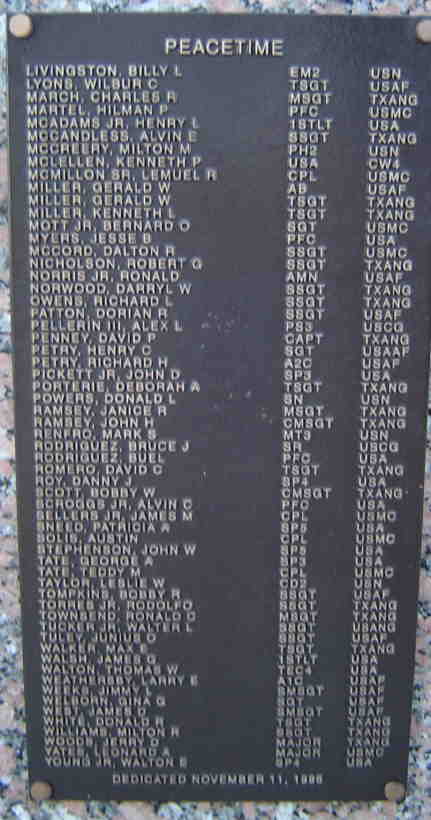 PEACETIME
LIVINGSTON, BILLY L EM2 USN
LYONS, WILBUR C TSGT USAF
MARCH, CHARLES R MSGT TXANG
MARTEL, HILMAN P PFC USMC
MCADAMS JR, HENRY L 1STLT USA
MCCANDLESS, ALVIN E SSGT TXANG
MCCREERY, MILTON M PH2 USN
MCLELLEN, KENNETH P USA CW4
MCMILLON SR, LEMUEL R CPL USMC
MILLER, GERALD W AB USAF
MILLER, GERALD W TSGT TXANG
MILLER, KENNETH L TSGT TXANG
MOTT JR, BERNARD O SGT USMC
MYERS, JESSE B PFC USA
MCCORD, DALTON R SSGT USMC
NICHOLSON, ROBERT G SSGT TXANG
NORRIS JR, RONALD AMN USAF
NORWOOD, DARRYL W SSGT TXANG
OWENS, RICHARD L SSGT TXANG
PATTON, DORIAN R SSGT USAF
PELLERIN III, ALEX L PS3 USCG
PENNEY, DAVID P CAPT TXANG
PETRY, HENRY C SGT USAAF
PETRY, RICHARD H A2C USAF
PICKETT JR, JOHN D SP3 USA
PORTERIE, DEBORAH A TSGT TXANG
POWERS, DONALD L SN USN
RAMSEY, JANICE R MSGT TXANG
RAMSEY, JOHN H CMSGT TXANG
RENFRO, MARK S MT3 USN
RODRIGUEZ, BRUCE J SR USCG
RODRIGUEZ, BUEL PFC USA
ROMERO, DAVID C TSGT TXANG
ROY, DANNY J SP4 USA
SCOTT, BOBBY W CMSGT TXANG
SCROGGS JR, ALVIN C PFC USA
SELLERS JR, JAMES M CPL USMC
SNEED, PATRICIA A SP5 USA
SOLIS, AUSTIN CPL USMC
STEPHENSON, JOHN W SP5 USA
TATE, GEORGE A SP3 USA
TATE, TEDDY M CPL USMC
TAYLOR, LESLIE W CD2 USN
TOMPKINS, BOBBY R SSGT USAF
TORRES JR, RODOLFO SSGT TXANG
TOWNSEND, RONALD G MSGT TXANG
TUCKER JR, WALTER L SSGT TXANG
TULEY, JUNIUS D SSGT USAF
WALKER, MAX E TSGT TXANG
WALSH, JAMES G 1STLT USA
WALTON, THOMAS W TEC4 USA
WEATHERSBY, LARRY E A1C USAF
WEEKS, JIMMY L SMSGT USAF
WELBORN, GINA G SGT USAF
WEST, JAMES D SMSGT USAF
WHITE, DONALD R TSGT TXANG
WILLIAMS, MILTON R SSGT TXANG
WOODS, JERRY L MAJOR TXANG
YATES, RICHARD A MAJOR USMC
YOUNG JR, WALTON E SP4 USA
DEDICATED NOVEMBER 11,